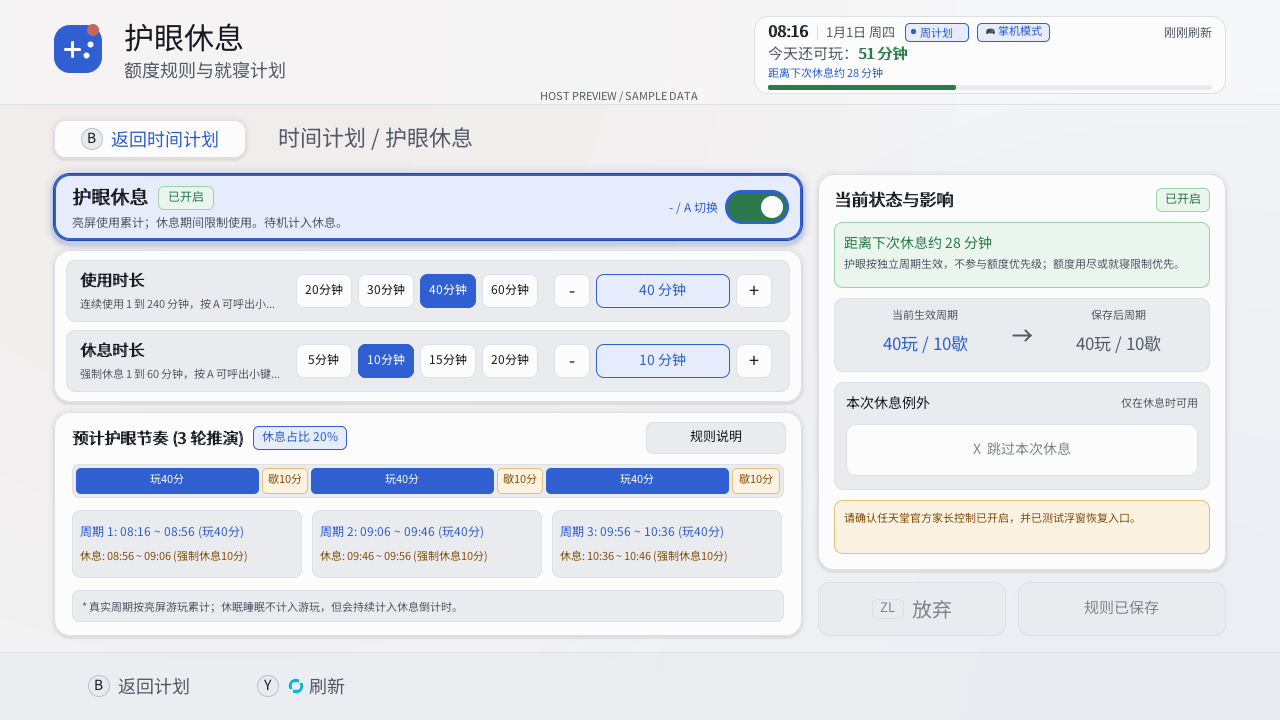 护眼休息
额度规则与就寝计划
HOST PREVIEW / SAMPLE DATA
08:16 1月1日 周四 周计划 掌机模式 刚刚刷新
今天还可玩：51 分钟
距离下次休息约 28 分钟
B 返回时间计划
时间计划 / 护眼休息
护眼休息 已开启
亮屏使用累计；休息期间限制使用。待机计入休息。
- / A 切换
使用时长
连续使用 1 到 240 分钟，按 A 可呼出小...
20分钟 30分钟 40分钟 60分钟 - 40 分钟 +
休息时长
强制休息 1 到 60 分钟，按 A 可呼出小键...
5分钟 10分钟 15分钟 20分钟 - 10 分钟 +
预计护眼节奏 (3 轮推演) 休息占比 20% 规则说明
玩40分 歇10分 玩40分 歇10分 玩40分 歇10分
周期 1: 08:16 ~ 08:56 (玩40分)
休息: 08:56 ~ 09:06 (强制休息10分)
周期 2: 09:06 ~ 09:46 (玩40分)
休息: 09:46 ~ 09:56 (强制休息10分)
周期 3: 09:56 ~ 10:36 (玩40分)
休息: 10:36 ~ 10:46 (强制休息10分)
* 真实周期按亮屏游玩累计；休眠睡眠不计入游玩，但会持续计入休息倒计时。
当前状态与影响 已开启
距离下次休息约 28 分钟
护眼按独立周期生效，不参与额度优先级；额度用尽或就寝限制优先。
当前生效周期
40玩 / 10歇
→
保存后周期
40玩 / 10歇
本次休息例外 仅在休息时可用
X 跳过本次休息
请确认任天堂官方家长控制已开启，并已测试浮窗恢复入口。
ZL 放弃
规则已保存
B 返回计划
Y 刷新